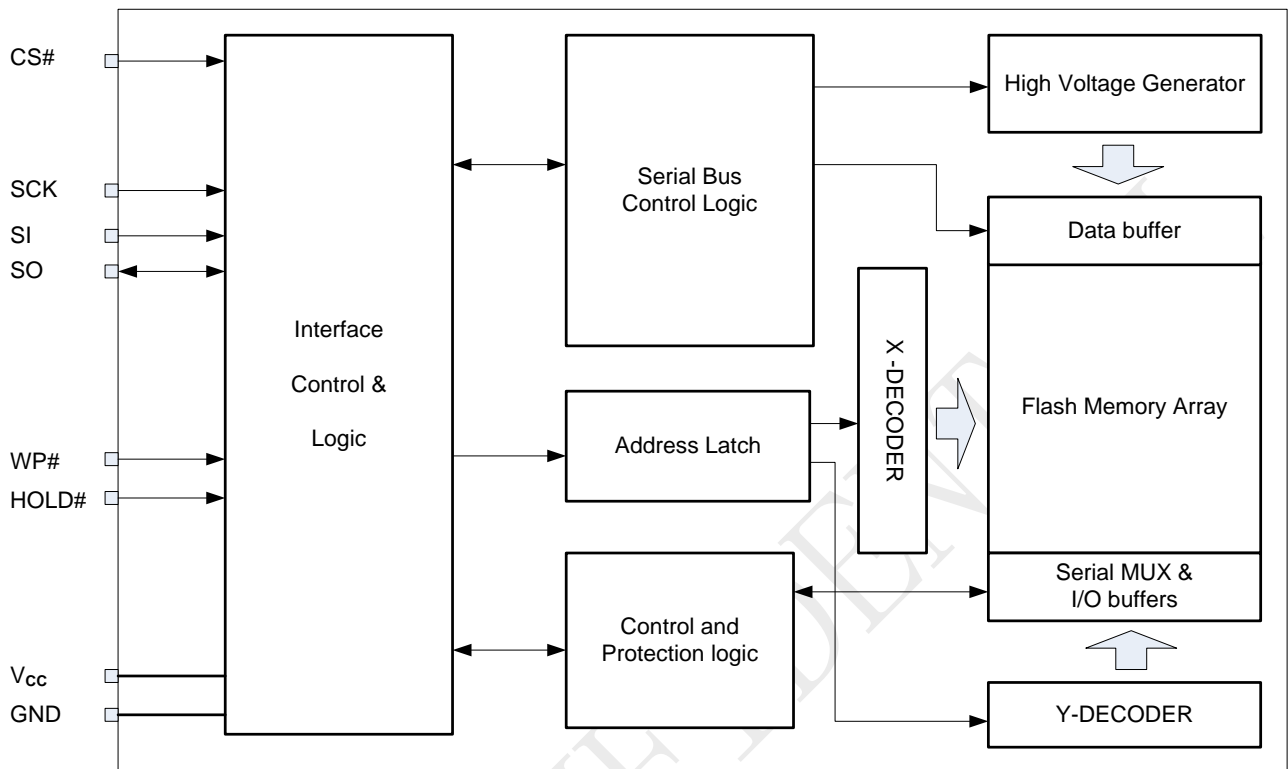 CS#
SCK
SI
SO
WP#
HOLD#
Vcc
GND
Interface
Control &
Logic
Serial Bus
Control Logic
Address Latch
Control and
Protection logic
X -DECODER
High Voltage Generator
Data buffer
Flash Memory Array
Serial MUX &
I/O buffers
Y-DECODER